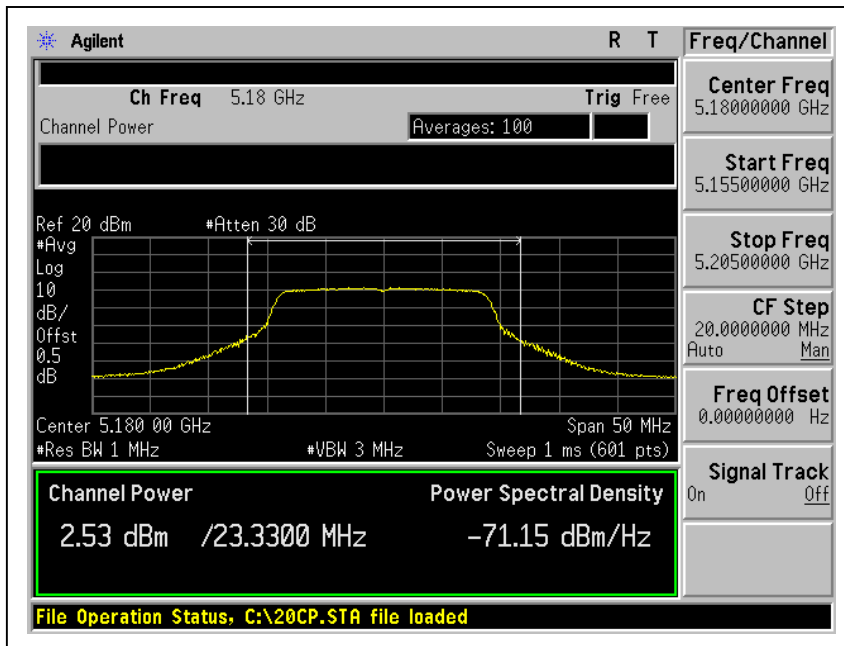 Agilent R T
Ch Freq 5.18 GHz Trig Free
Channel Power Averages: 100
Ref 20 dBm #Atten 30 dB
#Avg
Log
10
dB/
Offst
0.5
dB
Center 5.180 00 GHz Span 50 MHz
#Res BW 1 MHz #VBW 3 MHz Sweep 1 ms (601 pts)
Channel Power Power Spectral Density
2.53 dBm /23.3300 MHz -71.15 dBm/Hz
File Operation Status, C:\20CP.STA file loaded
Freq/Channel
Center Freq
5.18000000 GHz
Start Freq
5.15500000 GHz
Stop Freq
5.20500000 GHz
CF Step
20.0000000 MHz
Auto Man
Freq Offset
0.00000000 Hz
Signal Track
On Off